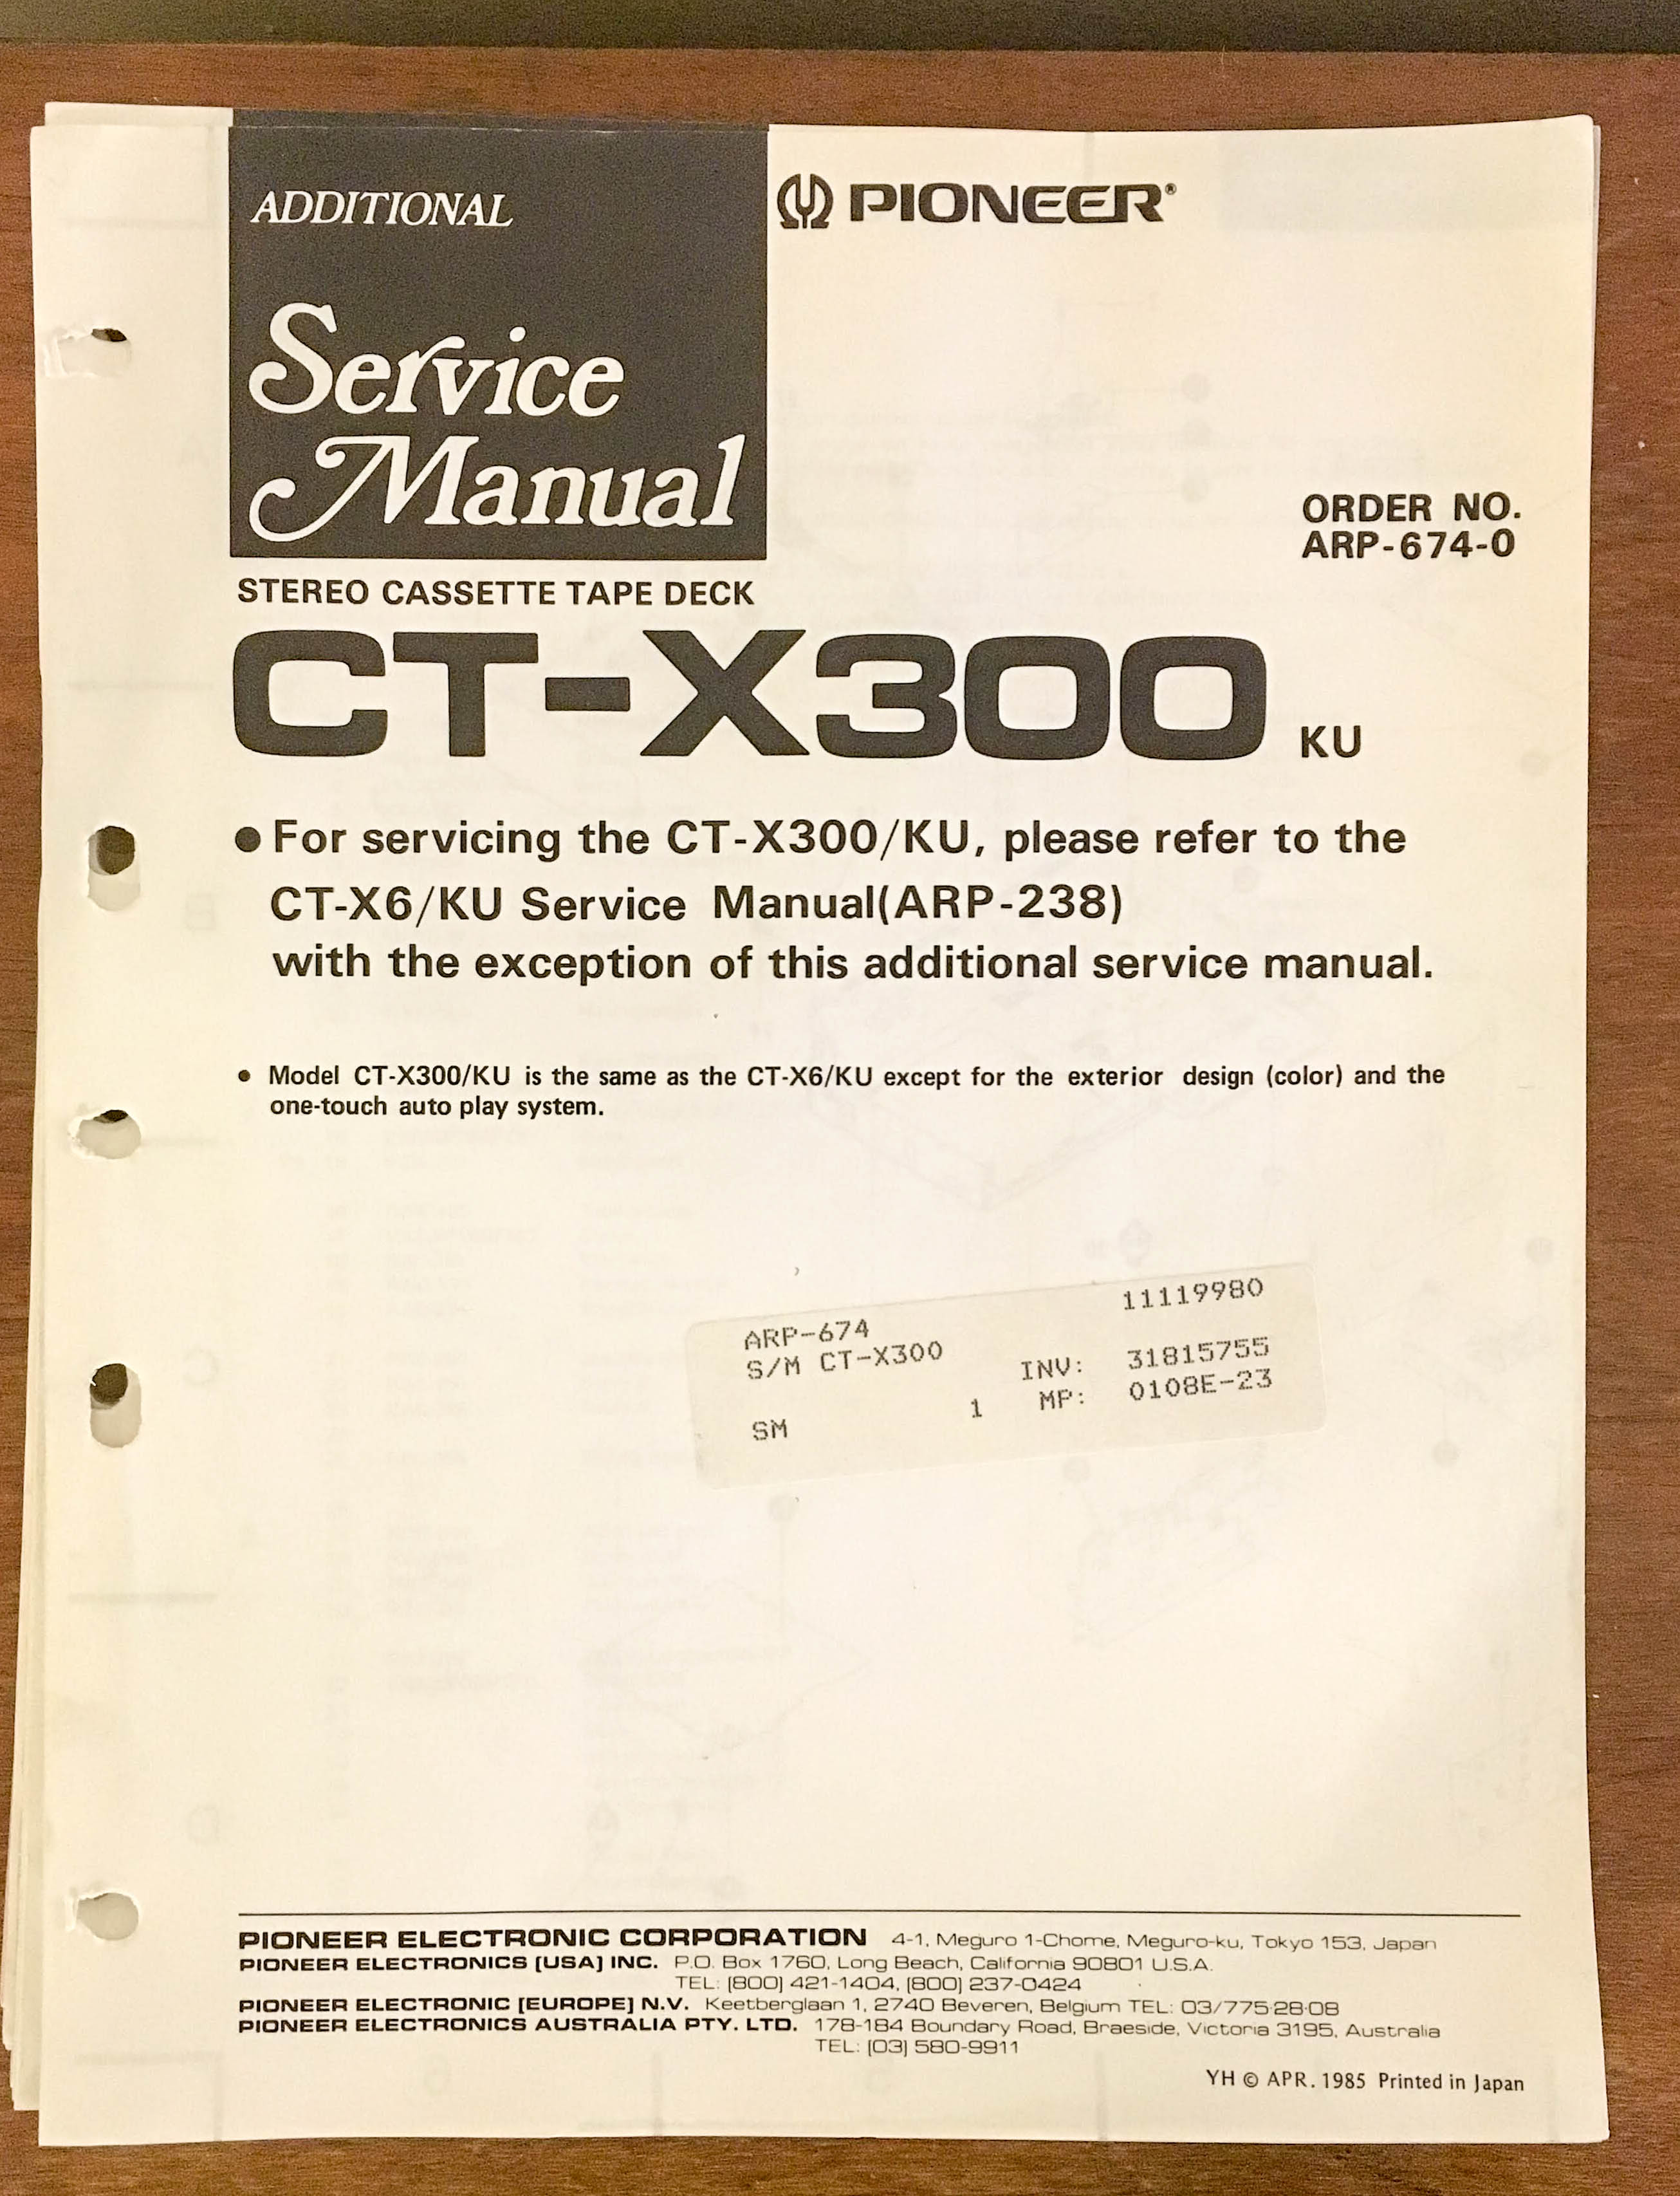 ADDITIONAL
PIONEER®
Service
Manual
ORDER NO.
ARP-674-0
STEREO CASSETTE TAPE DECK
CT-X300 KU
● For servicing the CT-X300/KU, please refer to the
CT-X6/KU Service Manual(ARP-238)
with the exception of this additional service manual.
● Model CT-X300/KU is the same as the CT-X6/KU except for the exterior design (color) and the
one-touch auto play system.
11119980
ARP-674
S/M CT-X300
INV: 31815755
1 MP: 0108E-23
SM
PIONEER ELECTRONIC CORPORATION 4-1, Meguro 1-Chome, Meguro-ku, Tokyo 153, Japan
PIONEER ELECTRONICS [USA] INC. P.O. Box 1760, Long Beach, California 90801 U.S.A.
TEL: [800] 421-1404, [800] 237-0424
PIONEER ELECTRONIC [EUROPE] N.V. Keetberglaan 1, 2740 Beveren, Belgium TEL: 03/775·28·08
PIONEER ELECTRONICS AUSTRALIA PTY. LTD. 178-184 Boundary Road, Braeside, Victoria 3195, Australia
TEL: [03] 580-9911
YH © APR. 1985 Printed in Japan